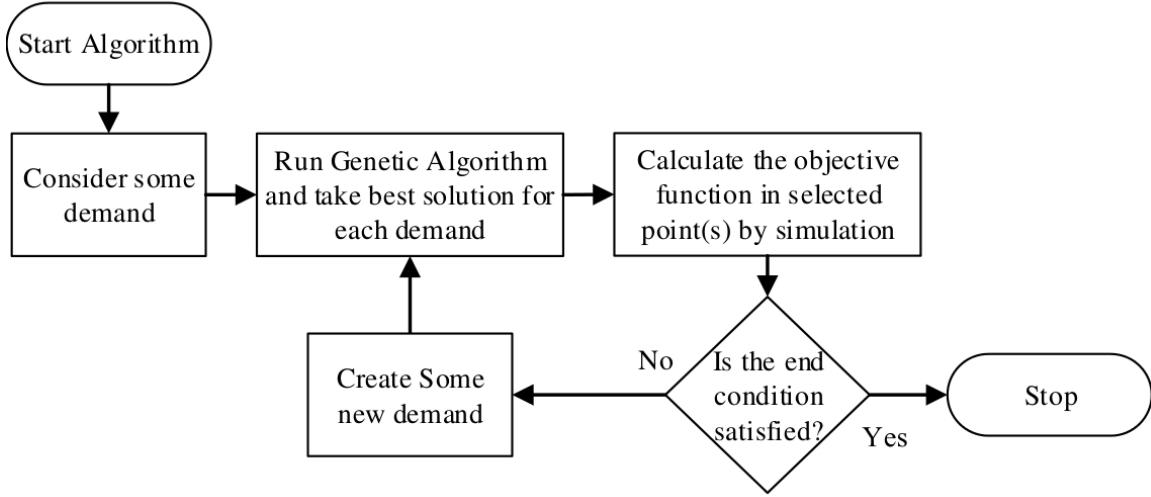 Start Algorithm
Consider some
demand
Run Genetic Algorithm
and take best solution for
each demand
Calculate the objective
function in selected
point(s) by simulation
Is the end
condition
satisfied?
No
Yes
Create Some
new demand
Stop